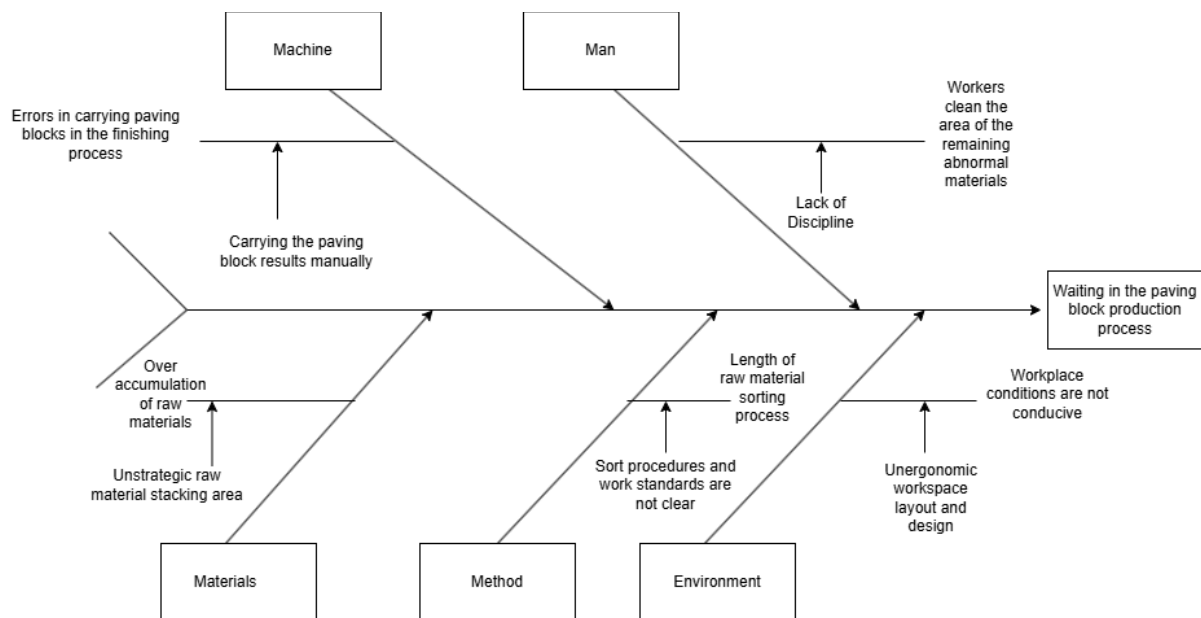 Machine
Man
Errors in carrying paving
blocks in the finishing
process
Workers
clean the
area of the
remaining
abnormal
materials
Lack of
Discipline
Carrying the paving
block results manually
Waiting in the paving
block production
process
Over
accumulation
of raw
materials
Length of
raw material
sorting
process
Workplace
conditions are not
conducive
Unstrategic raw
material stacking area
Sort procedures and
work standards are
not clear
Unergonomic
workspace
layout and
design
Materials
Method
Environment